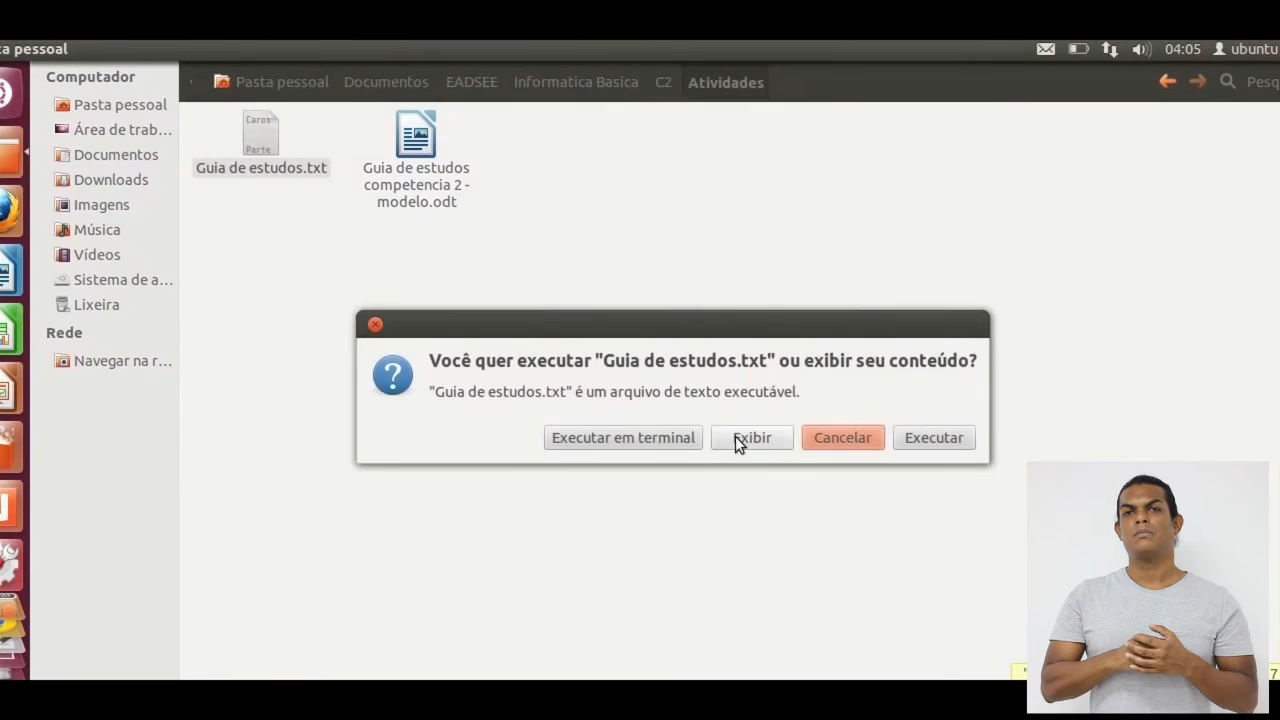 a pessoal
04:05 ubuntu
Computador
Pasta pessoal
Área de trab...
Documentos
Downloads
Imagens
Música
Vídeos
Sistema de a...
Lixeira
Rede
Navegar na r...
Pasta pessoal Documentos EADSEE Informatica Basica C2 Atividades
Pesq
Caros
Parte
Guia de estudos.txt
Guia de estudos
competencia 2 -
modelo.odt
Você quer executar "Guia de estudos.txt" ou exibir seu conteúdo?
"Guia de estudos.txt" é um arquivo de texto executável.
Executar em terminal Exibir Cancelar Executar